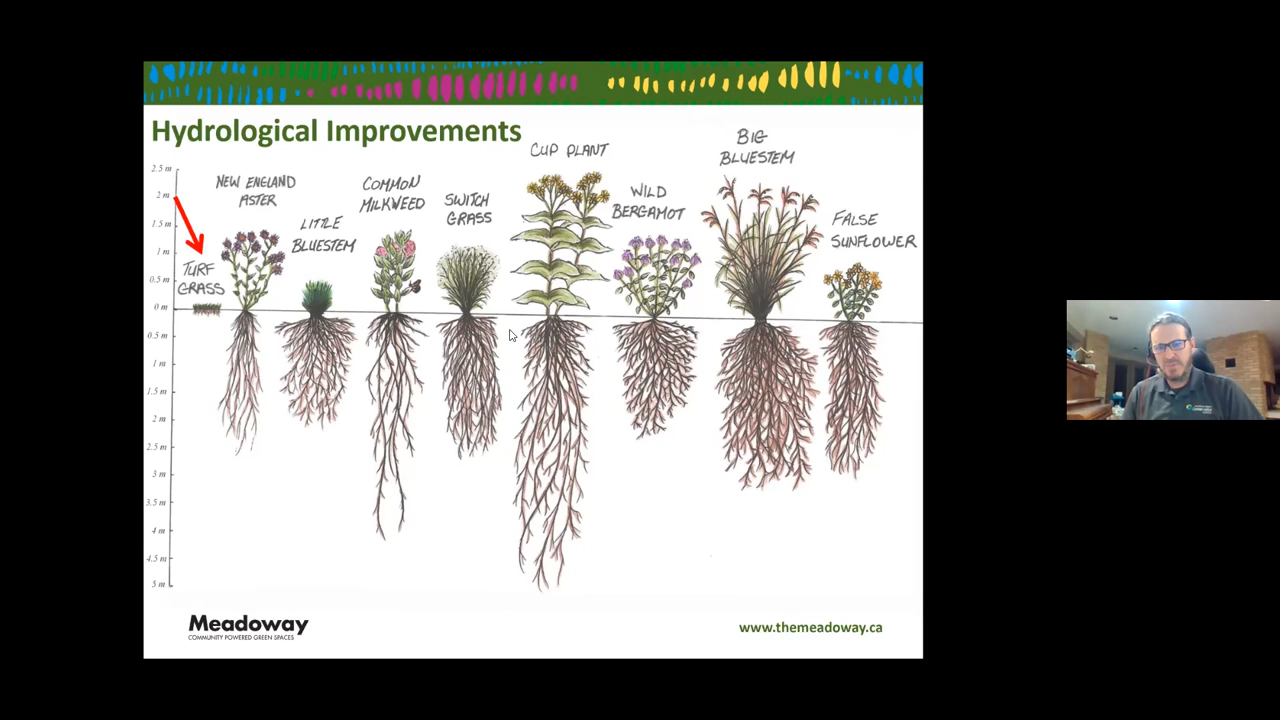 Hydrological Improvements
2.5 m
2 m
1.5 m
1 m
0.5 m
0 m
0.5 m
1 m
1.5 m
2 m
2.5 m
3 m
3.5 m
4 m
4.5 m
5 m
TURF
GRASS
NEW ENGLAND
ASTER
LITTLE
BLUESTEM
COMMON
MILKWEED
SWITCH
GRASS
CUP PLANT
WILD
BERGAMOT
BIG
BLUESTEM
FALSE
SUNFLOWER
Meadoway
COMMUNITY POWERED GREEN SPACES
www.themeadoway.ca